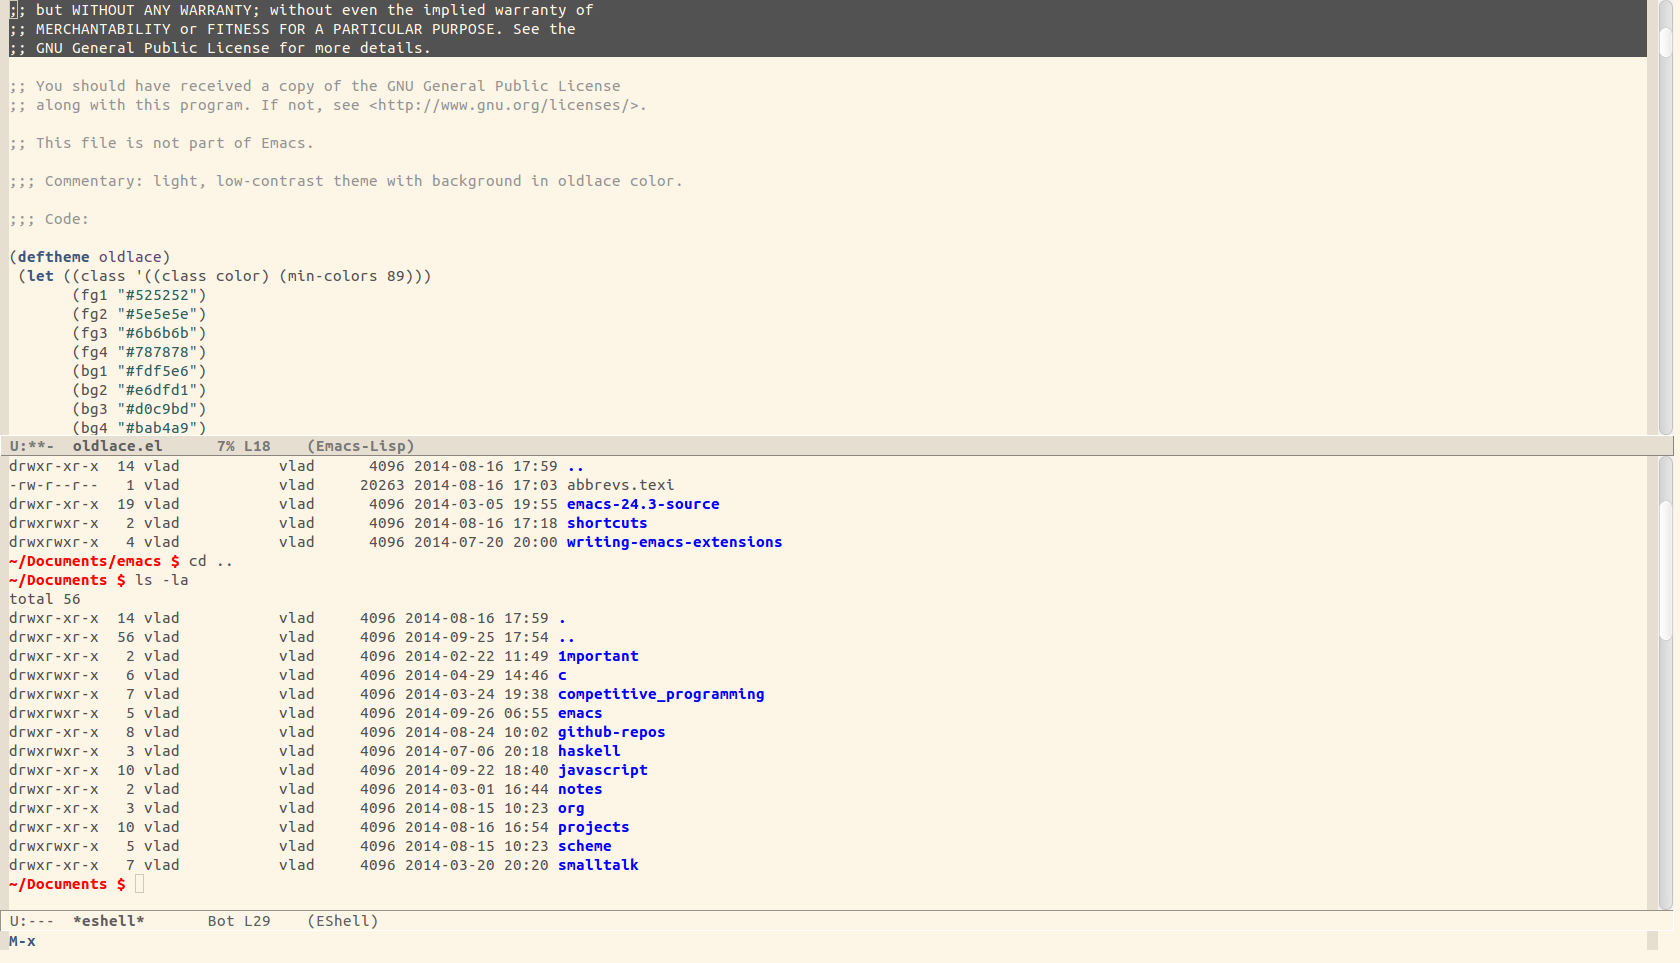 ;; but WITHOUT ANY WARRANTY; without even the implied warranty of
;; MERCHANTABILITY or FITNESS FOR A PARTICULAR PURPOSE. See the
;; GNU General Public License for more details.
;; You should have received a copy of the GNU General Public License
;; along with this program. If not, see <http://www.gnu.org/licenses/>.
;; This file is not part of Emacs.
;;; Commentary: light, low-contrast theme with background in oldlace color.
;;; Code:
(deftheme oldlace)
(let ((class '((class color) (min-colors 89)))
(fg1 "#525252")
(fg2 "#5e5e5e")
(fg3 "#6b6b6b")
(fg4 "#787878")
(bg1 "#fdf5e6")
(bg2 "#e6dfd1")
(bg3 "#d0c9bd")
(bg4 "#bab4a9")
U:**-  oldlace.el      7% L18    (Emacs-Lisp)
drwxr-xr-x  14 vlad           vlad      4096 2014-08-16 17:59 ..
-rw-r--r--   1 vlad           vlad     20263 2014-08-16 17:03 abbrevs.texi
drwxrwxr-x  19 vlad           vlad      4096 2014-03-05 19:55 emacs-24.3-source
drwxrwxr-x   2 vlad           vlad      4096 2014-08-16 17:18 shortcuts
drwxrwxr-x   4 vlad           vlad      4096 2014-07-20 20:00 writing-emacs-extensions
~/Documents/emacs $ cd ..
~/Documents $ ls -la
total 56
drwxr-xr-x  14 vlad           vlad     4096 2014-08-16 17:59 .
drwxr-xr-x  56 vlad           vlad     4096 2014-09-25 17:54 ..
drwxr-xr-x   2 vlad           vlad     4096 2014-02-22 11:49 1mportant
drwxr-xr-x   6 vlad           vlad     4096 2014-04-29 14:46 c
drwxrwxr-x   7 vlad           vlad     4096 2014-03-24 19:38 competitive_programming
drwxrwxr-x   5 vlad           vlad     4096 2014-09-26 06:55 emacs
drwxrwxr-x   8 vlad           vlad     4096 2014-08-24 10:02 github-repos
drwxrwxr-x   3 vlad           vlad     4096 2014-07-06 20:18 haskell
drwxr-xr-x  10 vlad           vlad     4096 2014-09-22 18:40 javascript
drwxr-xr-x   2 vlad           vlad     4096 2014-03-01 16:44 notes
drwxr-xr-x   3 vlad           vlad     4096 2014-08-15 10:23 org
drwxr-xr-x  10 vlad           vlad     4096 2014-08-16 16:54 projects
drwxrwxr-x   5 vlad           vlad     4096 2014-08-15 10:23 scheme
drwxr-xr-x   7 vlad           vlad     4096 2014-03-20 20:20 smalltalk
~/Documents $
U:---  *eshell*       Bot L29    (EShell)
M-x